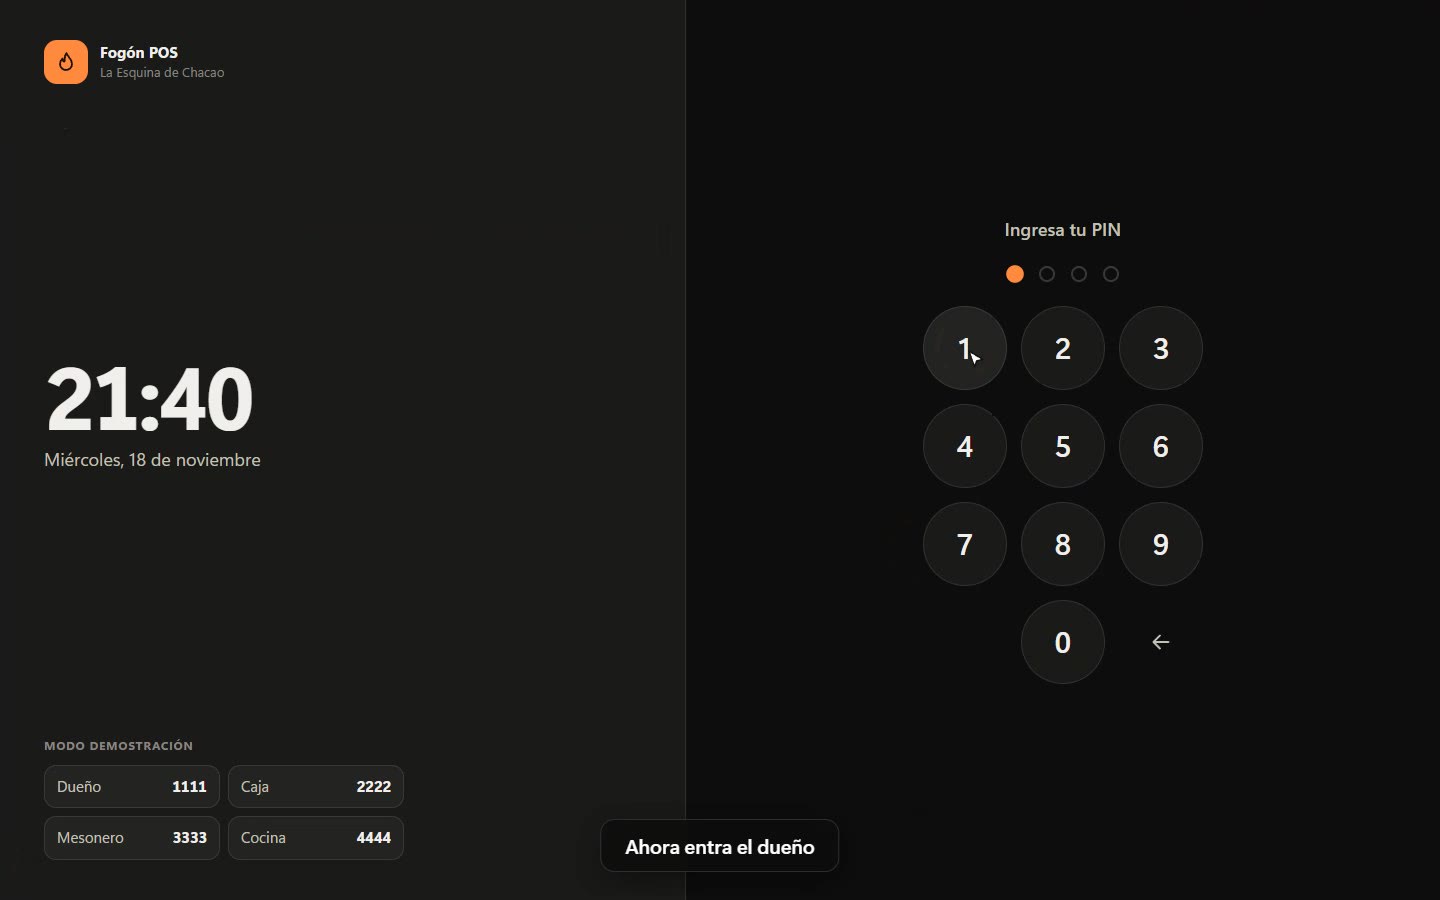 Fogón POS
La Esquina de Chacao
21:40
Miércoles, 18 de noviembre
MODO DEMOSTRACIÓN
Dueño 1111
Caja 2222
Mesonero 3333
Cocina 4444
Ingresa tu PIN
1 2 3
4 5 6
7 8 9
0 ←
Ahora entra el dueño